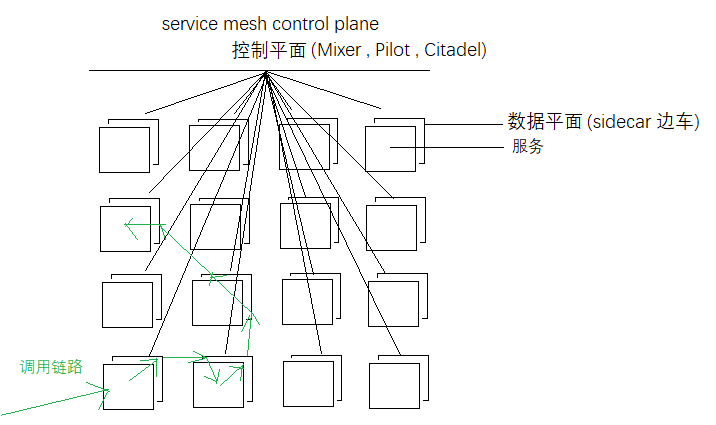 service mesh control plane
控制平面 (Mixer , Pilot , Citadel)
数据平面 (sidecar 边车)
服务
调用链路